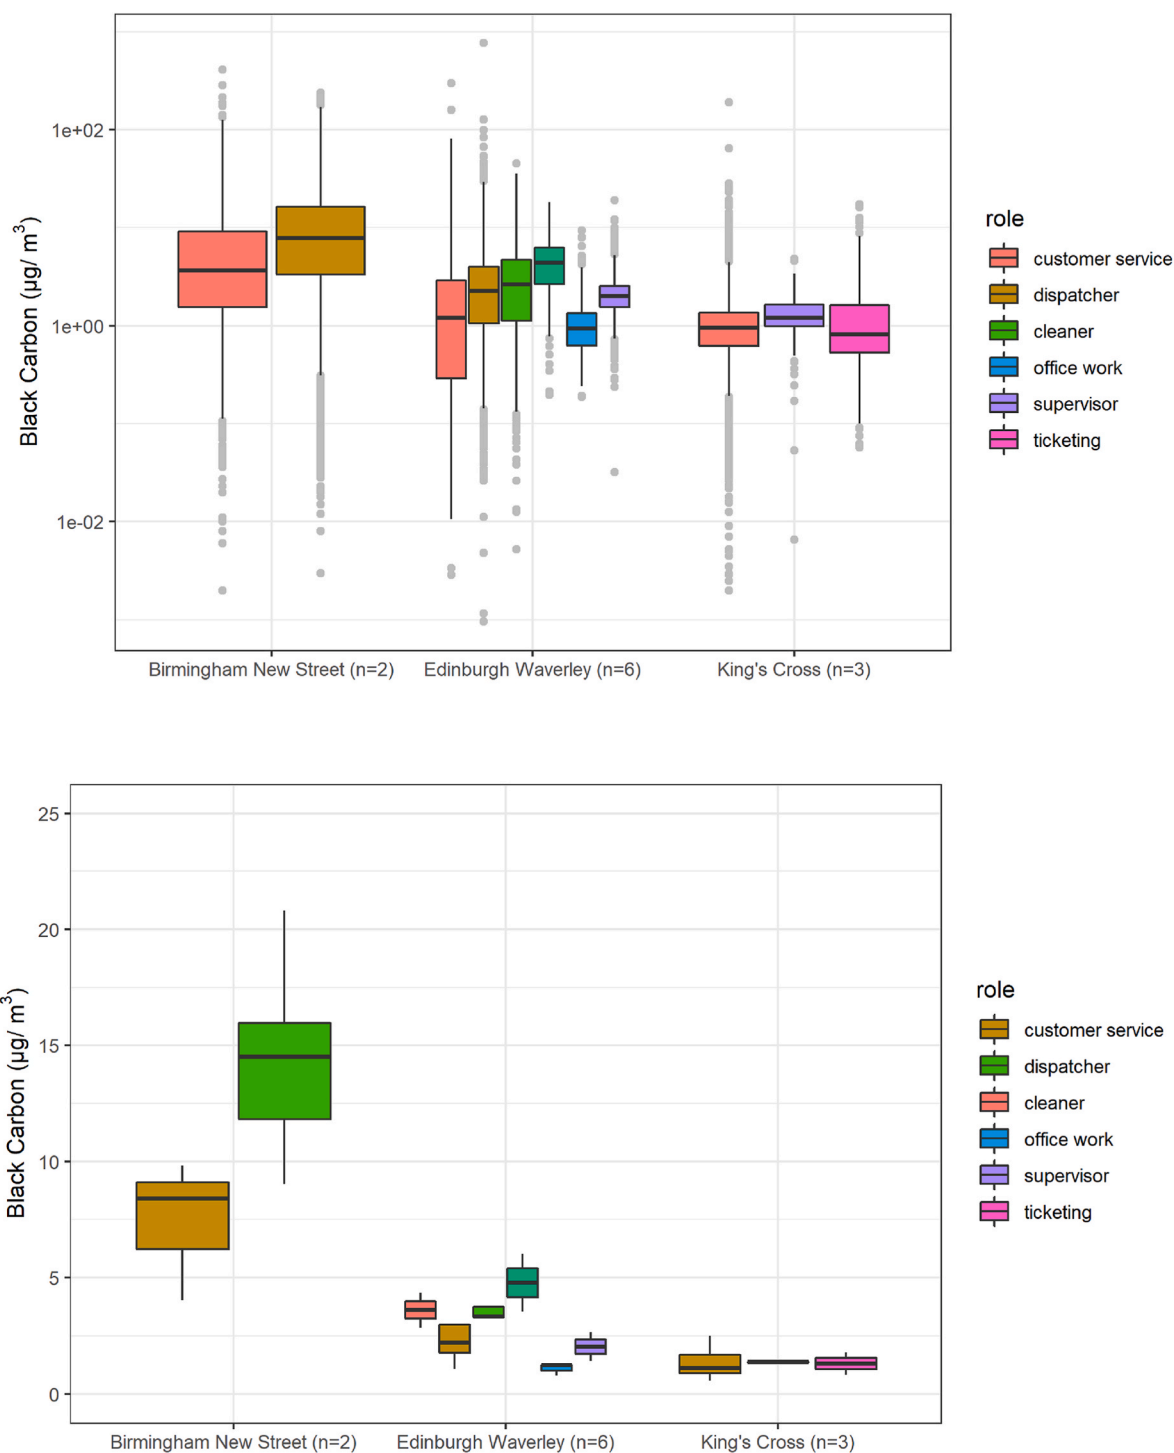 1e+02
1e+00
1e-02
Black Carbon (µg/ m³)
Birmingham New Street (n=2)
Edinburgh Waverley (n=6)
King's Cross (n=3)
role
customer service
dispatcher
cleaner
office work
supervisor
ticketing
25
20
15
10
5
0
Black Carbon (µg/ m³)
Birmingham New Street (n=2)
Edinburgh Waverley (n=6)
King's Cross (n=3)
role
customer service
dispatcher
cleaner
office work
supervisor
ticketing